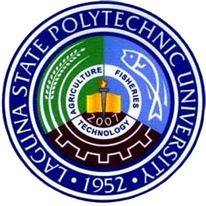 LAGUNA STATE POLYTECHNIC UNIVERSITY
• 1952 •
AGRICULTURE
FISHERIES
2007
TECHNOLOGY